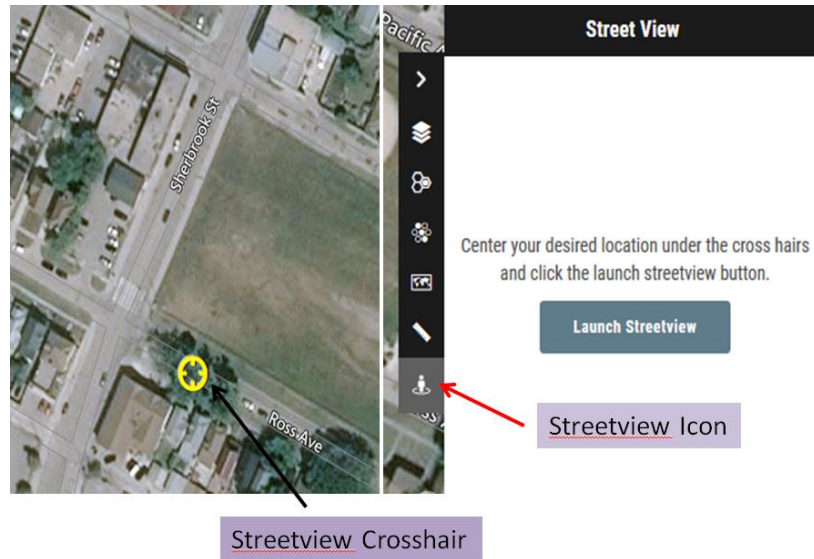 Sherbrook St
Ross Ave
Streetview Crosshair
Pacific A
Street View
Center your desired location under the cross hairs
and click the launch streetview button.
Launch Streetview
Streetview Icon